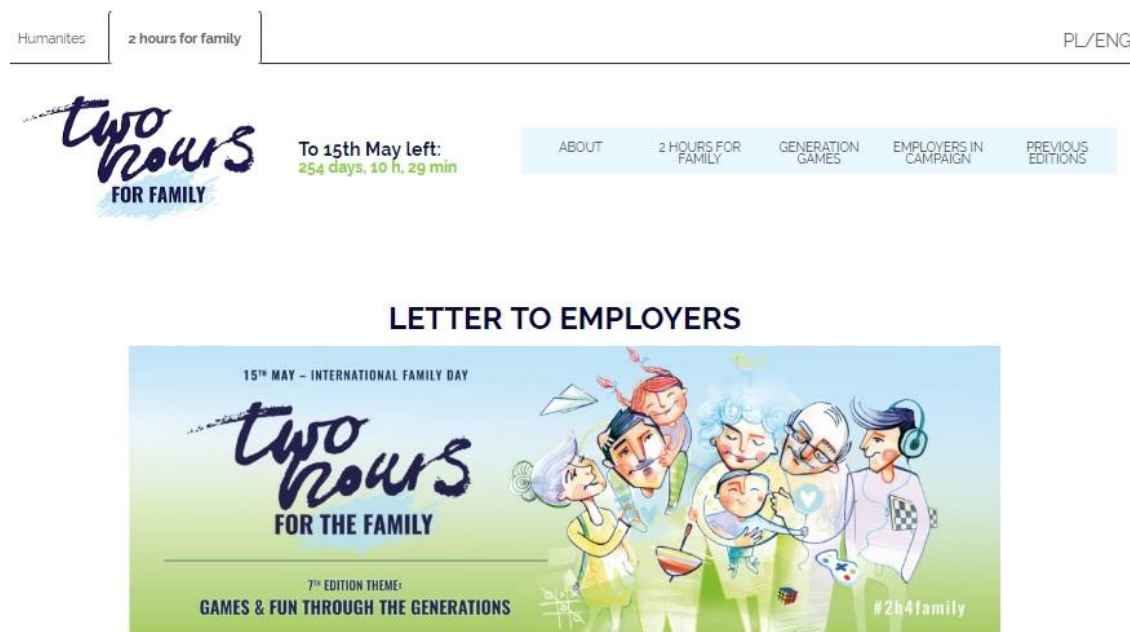 Humanites
2 hours for family
PL/ENG
two
hours
FOR FAMILY
To 15th May left:
254 days, 10 h, 29 min
ABOUT
2 HOURS FOR
FAMILY
GENERATION
GAMES
EMPLOYERS IN
CAMPAIGN
PREVIOUS
EDITIONS
LETTER TO EMPLOYERS
15TH MAY – INTERNATIONAL FAMILY DAY
two
hours
FOR THE FAMILY
7TH EDITION THEME:
GAMES & FUN THROUGH THE GENERATIONS
#2h4family